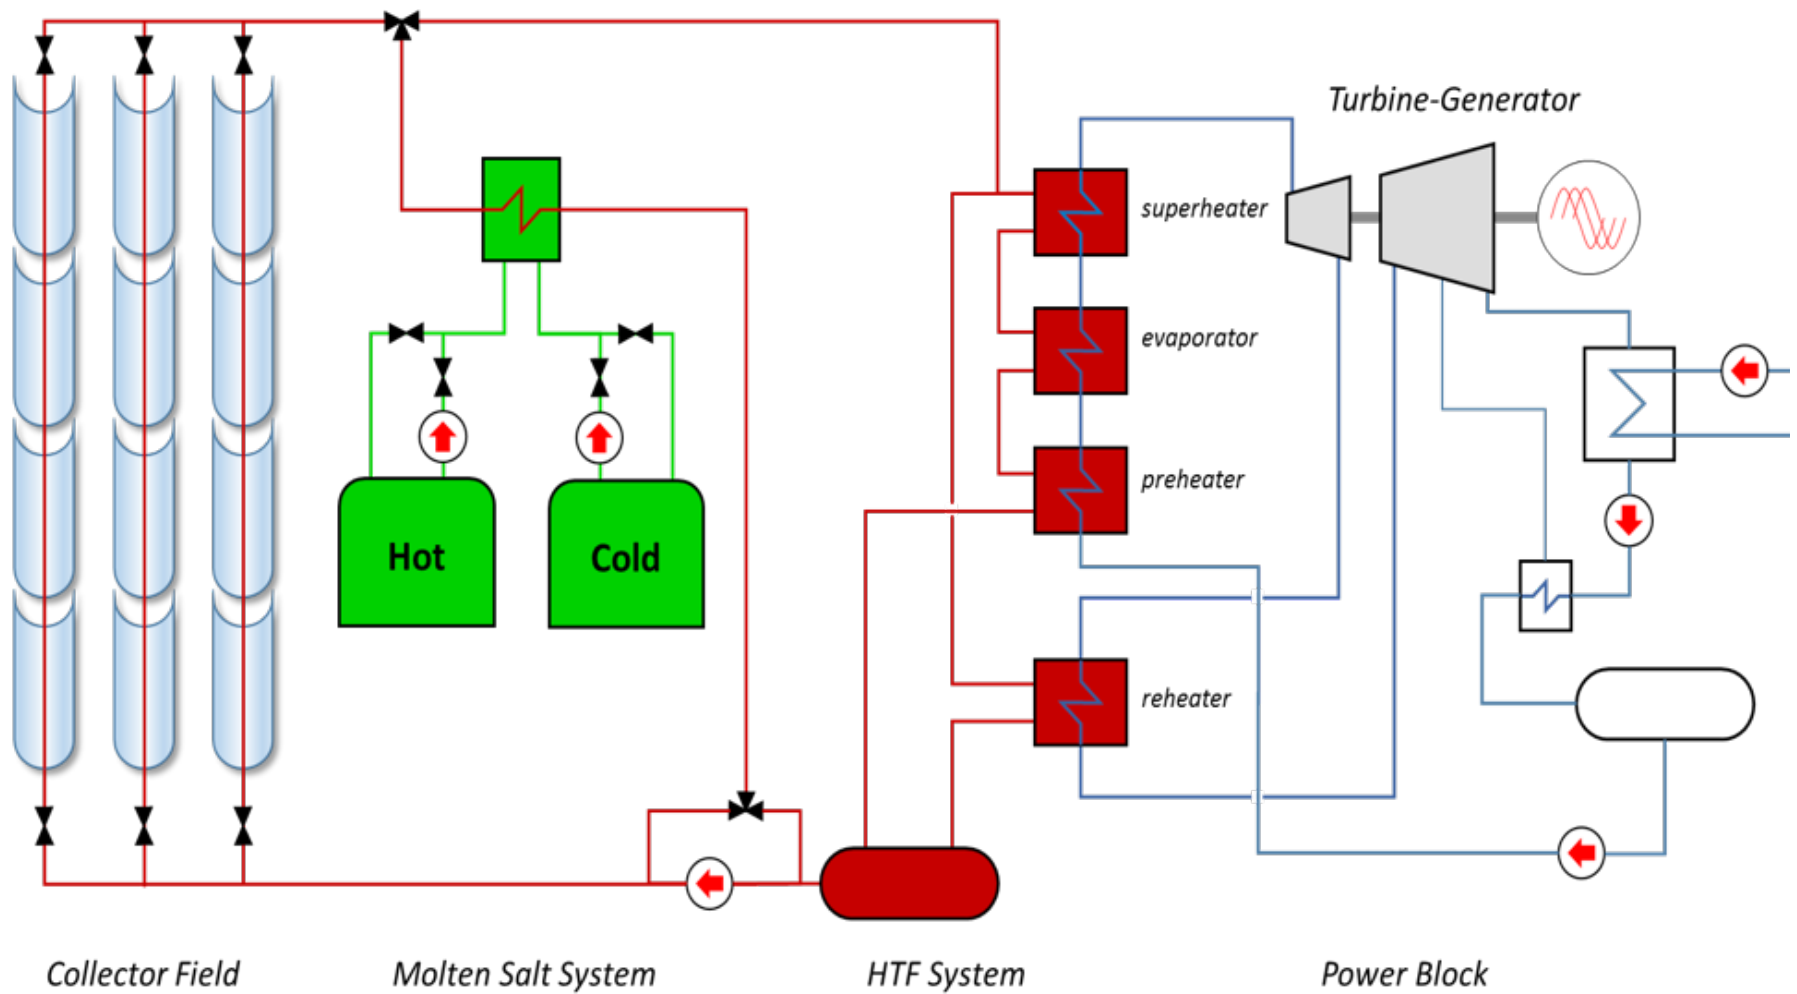 Turbine-Generator
superheater
evaporator
preheater
Hot
Cold
reheater
Collector Field
Molten Salt System
HTF System
Power Block